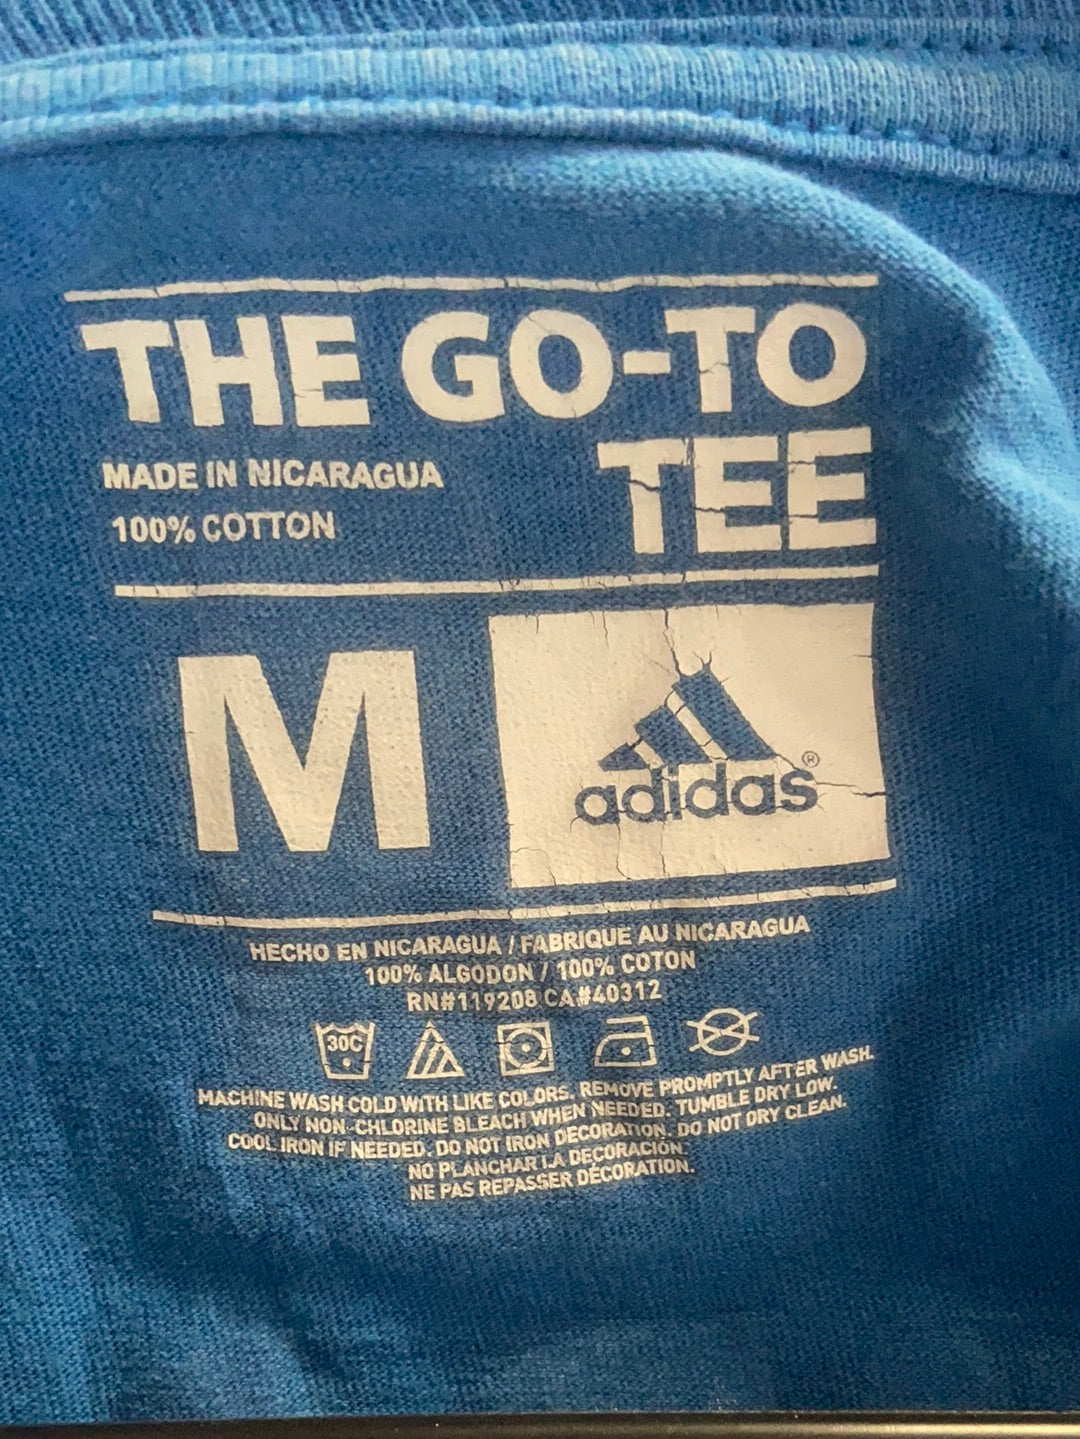 THE GO-TO
TEE
MADE IN NICARAGUA
100% COTTON
M
adidas®
HECHO EN NICARAGUA / FABRIQUE AU NICARAGUA
100% ALGODON / 100% COTON
RN#119208 CA#40312
30C
MACHINE WASH COLD WITH LIKE COLORS. REMOVE PROMPTLY AFTER WASH.
ONLY NON-CHLORINE BLEACH WHEN NEEDED. TUMBLE DRY LOW.
COOL IRON IF NEEDED. DO NOT IRON DECORATION. DO NOT DRY CLEAN.
NO PLANCHAR LA DECORACIÓN.
NE PAS REPASSER DÉCORATION.